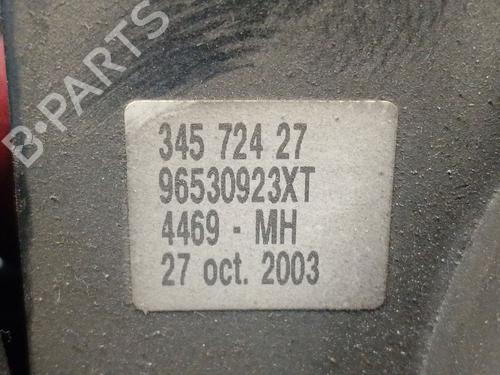 B-PARTS
345 724 27
96530923XT
4469 - MH
27 oct. 2003